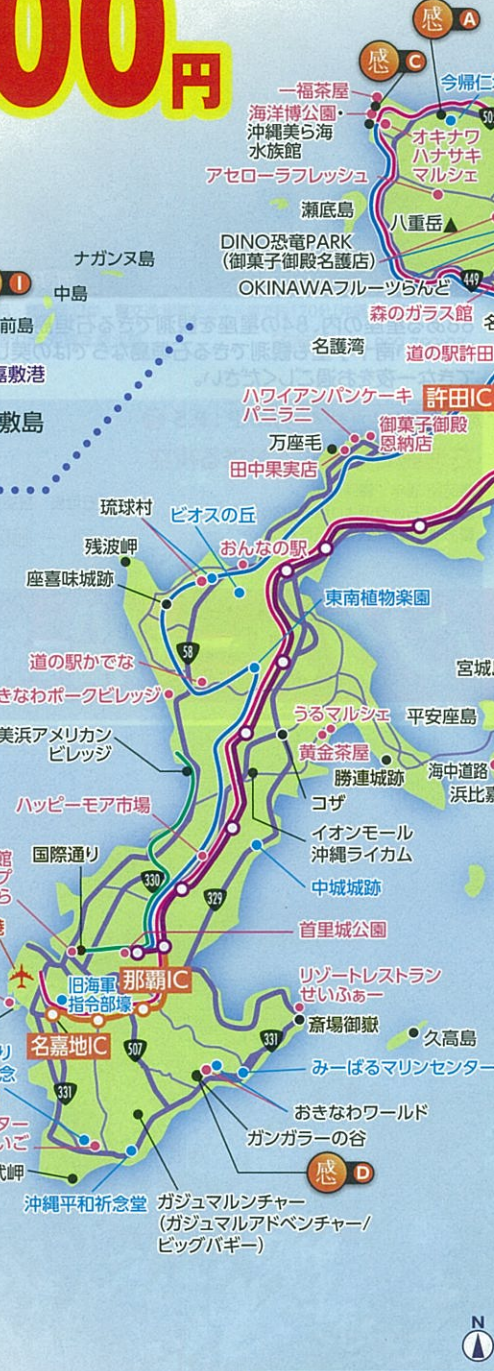 00円
感 A
感 C
今帰仁
一福茶屋
海洋博公園・
沖縄美ら海
水族館
オキナワ
ハナサキ
マルシェ
アセローラフレッシュ
瀬底島
八重岳
DINO恐竜PARK
(御菓子御殿名護店)
OKINAWAフルーツらんど
449
森のガラス館
ナガンヌ島
I
中島
前島
名護湾
道の駅許田
許田IC
敷島
ハワイアンパンケーキ
パニラニ
御菓子御殿
恩納店
万座毛
田中果実店
琉球村
ビオスの丘
残波岬
おんなの駅
座喜味城跡
東南植物楽園
58
道の駅かでな
きなわポークビレッジ
宮城島
うるマルシェ
平安座島
美浜アメリカン
ビレッジ
黄金茶屋
勝連城跡
海中道路
浜比嘉
コザ
ハッピーモア市場
イオンモール
沖縄ライカム
館
プ
ら
国際通り
330
329
中城城跡
首里城公園
那覇IC
旧海軍
指令部壕
リゾートレストラン
せいふぁー
斎場御嶽
名嘉地IC
507
331
久高島
みーばるマリンセンター
331
おきなわワールド
ガンガラーの谷
ター
いご
感 D
沖縄平和祈念堂
ガジュマルンチャー
(ガジュマルアドベンチャー/
ビッグバギー)
N